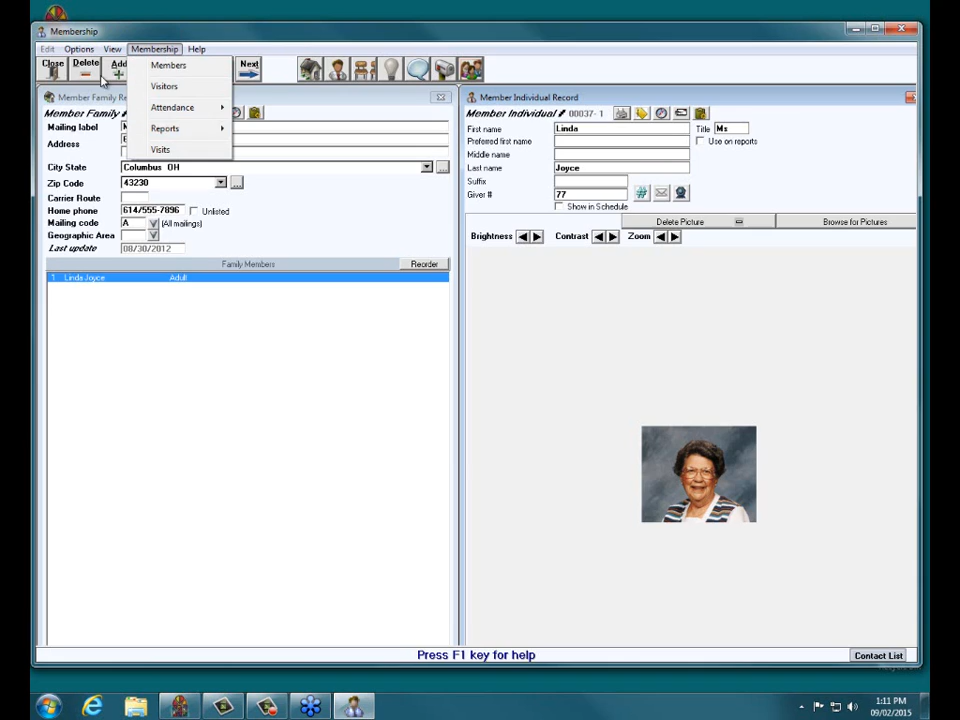 Membership
Edit Options View Membership Help
Close Delete Add Next
Members
Visitors
Attendance
Reports
Visits
Member Family Re
Member Family #
Mailing label
Address
City State Columbus OH
Zip Code 43230
Carrier Route
Home phone 614/555-7896 Unlisted
Mailing code A (All mailings)
Geographic Area
Last update 08/30/2012
Family Members Reorder
1 Linda Joyce Adult
Member Individual Record
Member Individual # 00037- 1
First name Linda Title Ms
Preferred first name Use on reports
Middle name
Last name Joyce
Suffix
Giver # 77
Show in Schedule
Delete Picture Browse for Pictures
Brightness Contrast Zoom
Press F1 key for help
Contact List
1:11 PM
09/02/2015